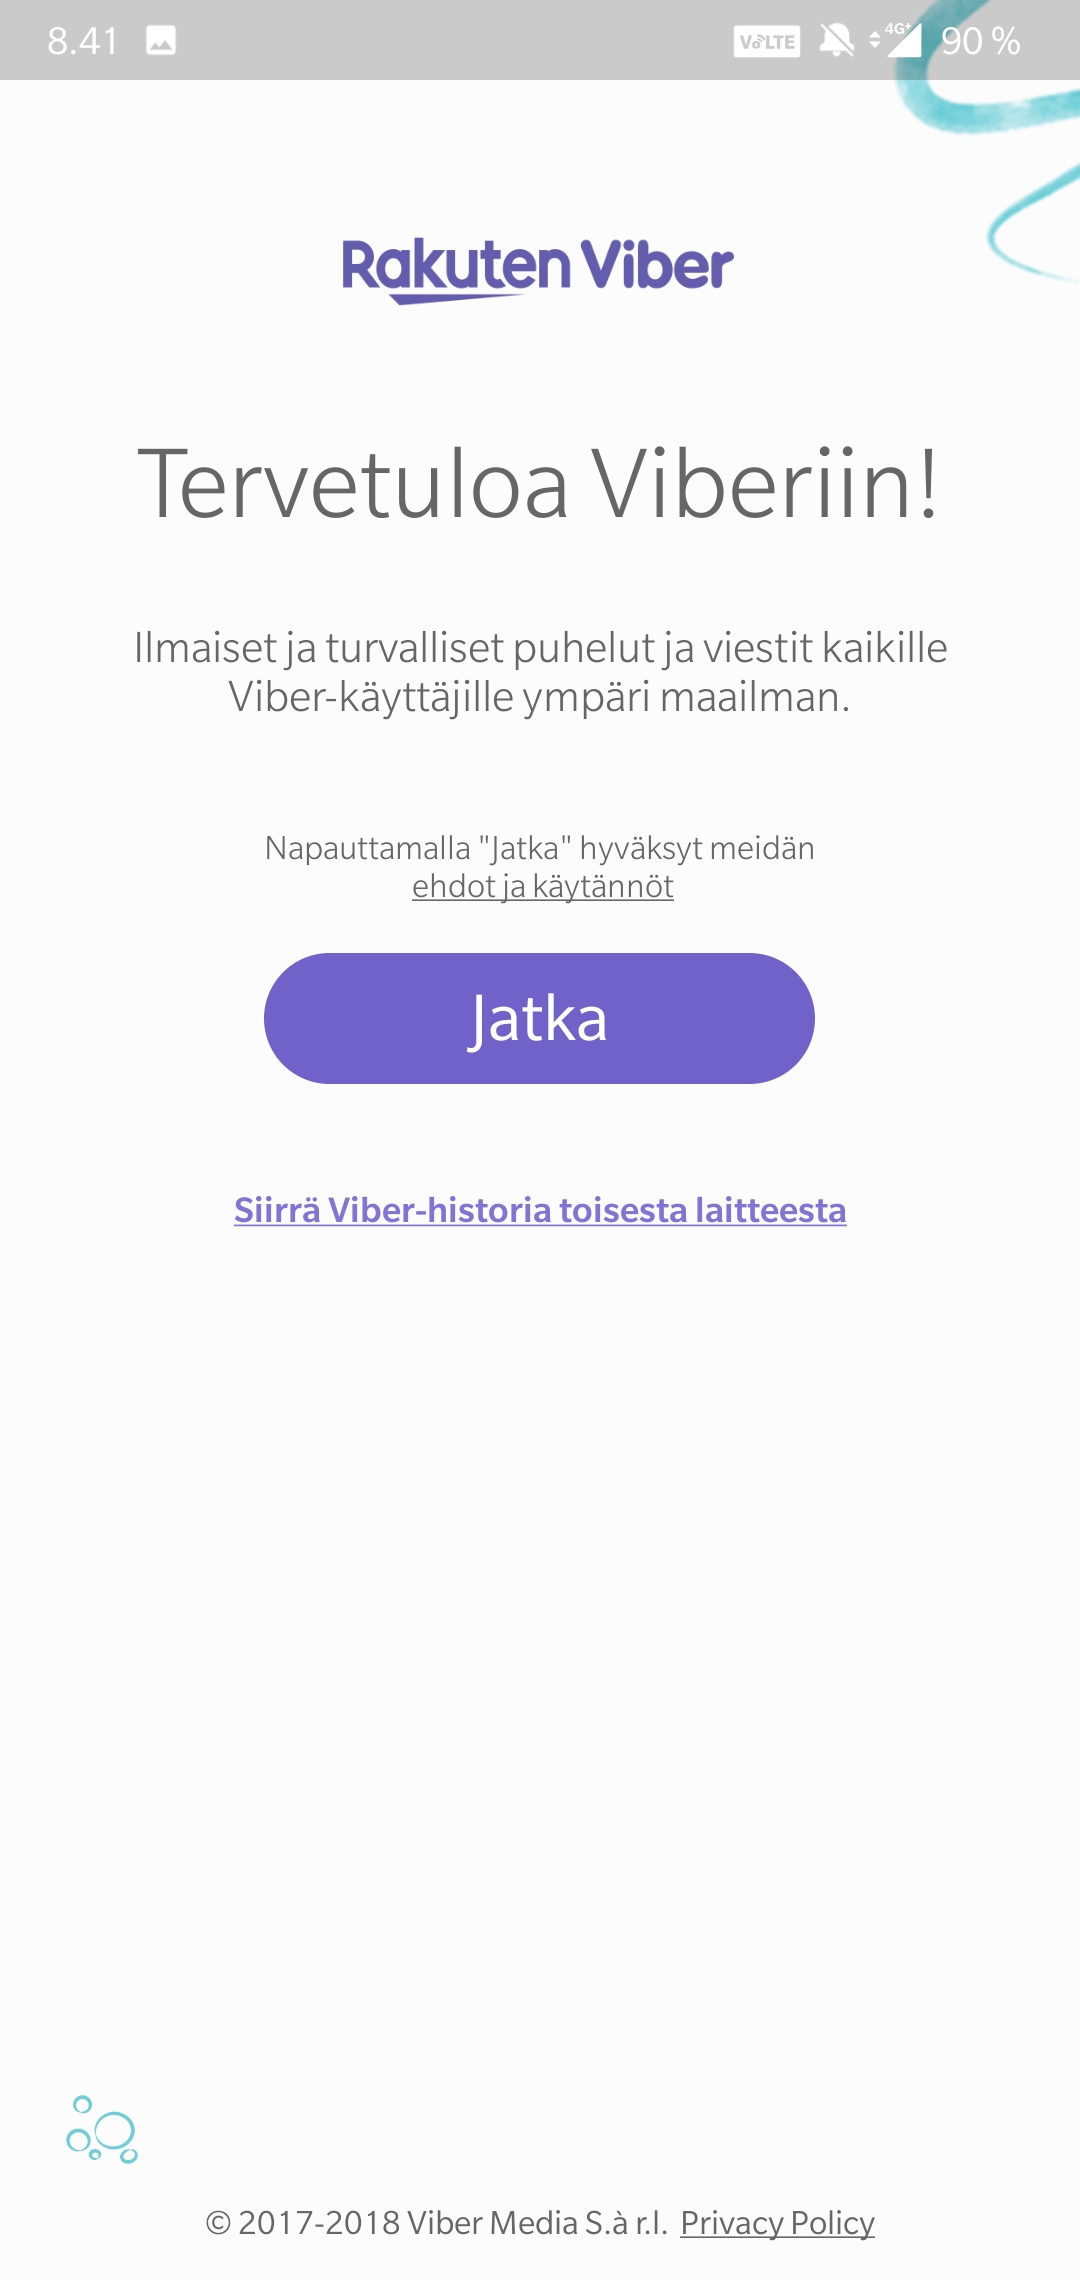 8.41 VoLTE 4G+ 90 %
Rakuten Viber
Tervetuloa Viberiin!
Ilmaiset ja turvalliset puhelut ja viestit kaikille
Viber-käyttäjille ympäri maailman.
Napauttamalla "Jatka" hyväksyt meidän
ehdot ja käytännöt
Jatka
Siirrä Viber-historia toisesta laitteesta
© 2017-2018 Viber Media S.à r.l. Privacy Policy